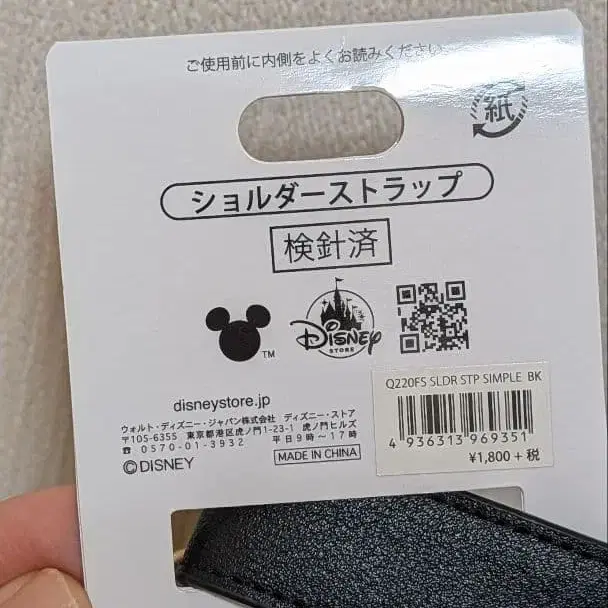 ご使用前に内側をよくお読みください
紙
ショルダーストラップ
検針済
TM
Disney
STORE
disneystore.jp
ウォルト・ディズニー・ジャパン株式会社 ディズニー・ストア
〒105-6355 東京都港区虎ノ門1-23-1 虎ノ門ヒルズ
☎ 0570-01-3932 平日9時〜17時
©DISNEY
MADE IN CHINA
Q220FS SLDR STP SIMPLE BK
4 936313 969351
¥1,800+税